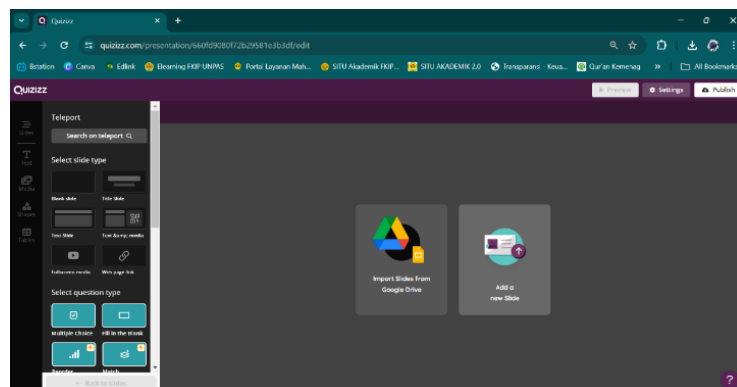 Quizizz
quizizz.com/presentation/660fd9080f72b29581e3b3df/edit
Bstation Canva Edlink Elearning FKIP UNPAS Portal Layanan Mah... SITU Akademik FKIP... SITU AKADEMIK 2.0 Transparansi - Keua... Qur'an Kemenag » All Bookmarks
QUIZIZZ
Preview Settings Publish
Teleport
Search on teleport
Slides
Select slide type
Text
Media
Blank slide Title Slide
Shapes
Tables
Text Slide Text &amp; media
Fullscreen media Web page link
Import Slides from
Google Drive
Add a
new Slide
Select question type
Multiple Choice Fill in the Blank
Reorder Match
← Back to slides
?